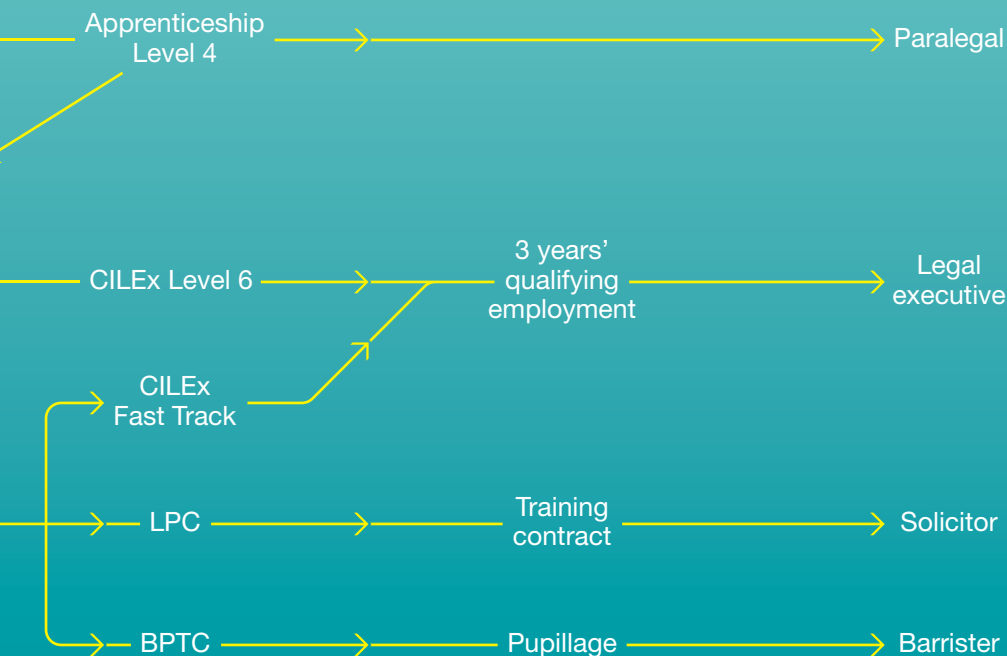 Apprenticeship
Level 4
Paralegal
CILEx Level 6
3 years’
qualifying
employment
Legal
executive
CILEx
Fast Track
LPC
Training
contract
Solicitor
BPTC
Pupillage
Barrister